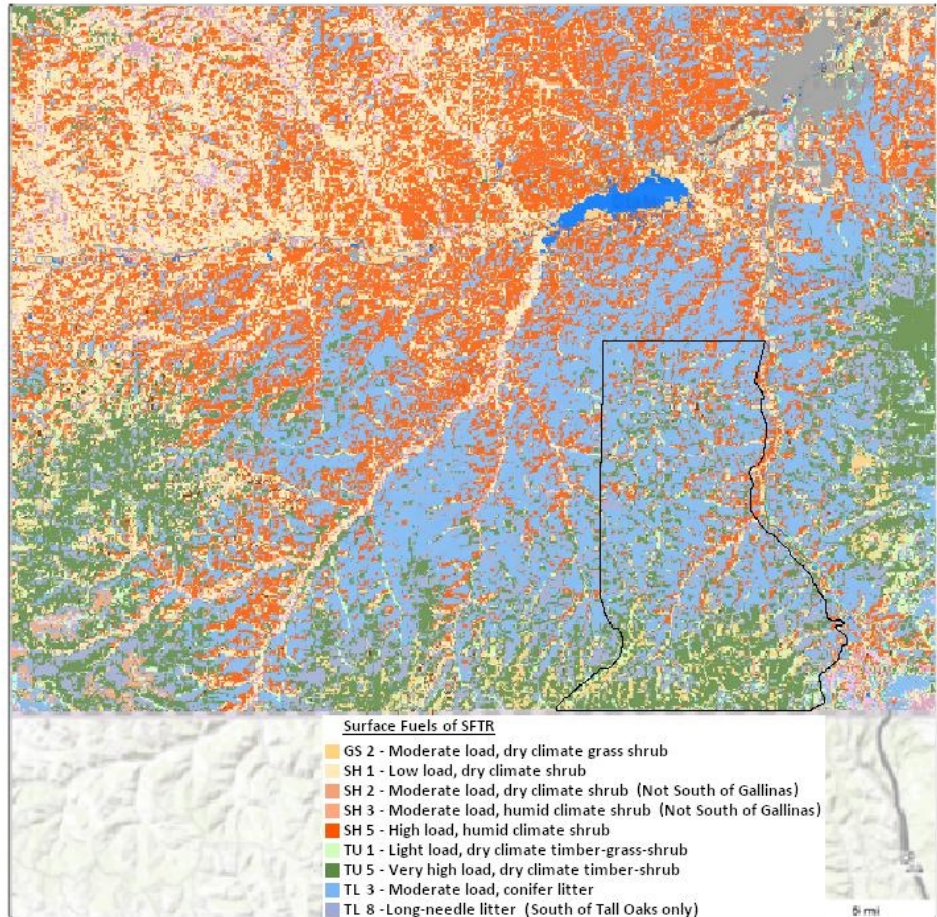 Surface Fuels of SFTR
GS 2 - Moderate load, dry climate grass shrub
SH 1 - Low load, dry climate shrub
SH 2 - Moderate load, dry climate shrub (Not South of Gallinas)
SH 3 - Moderate load, humid climate shrub (Not South of Gallinas)
SH 5 - High load, humid climate shrub
TU 1 - Light load, dry climate timber-grass-shrub
TU 5 - Very high load, dry climate timber-shrub
TL 3 - Moderate load, conifer litter
TL 8 -Long-needle litter (South of Tall Oaks only)